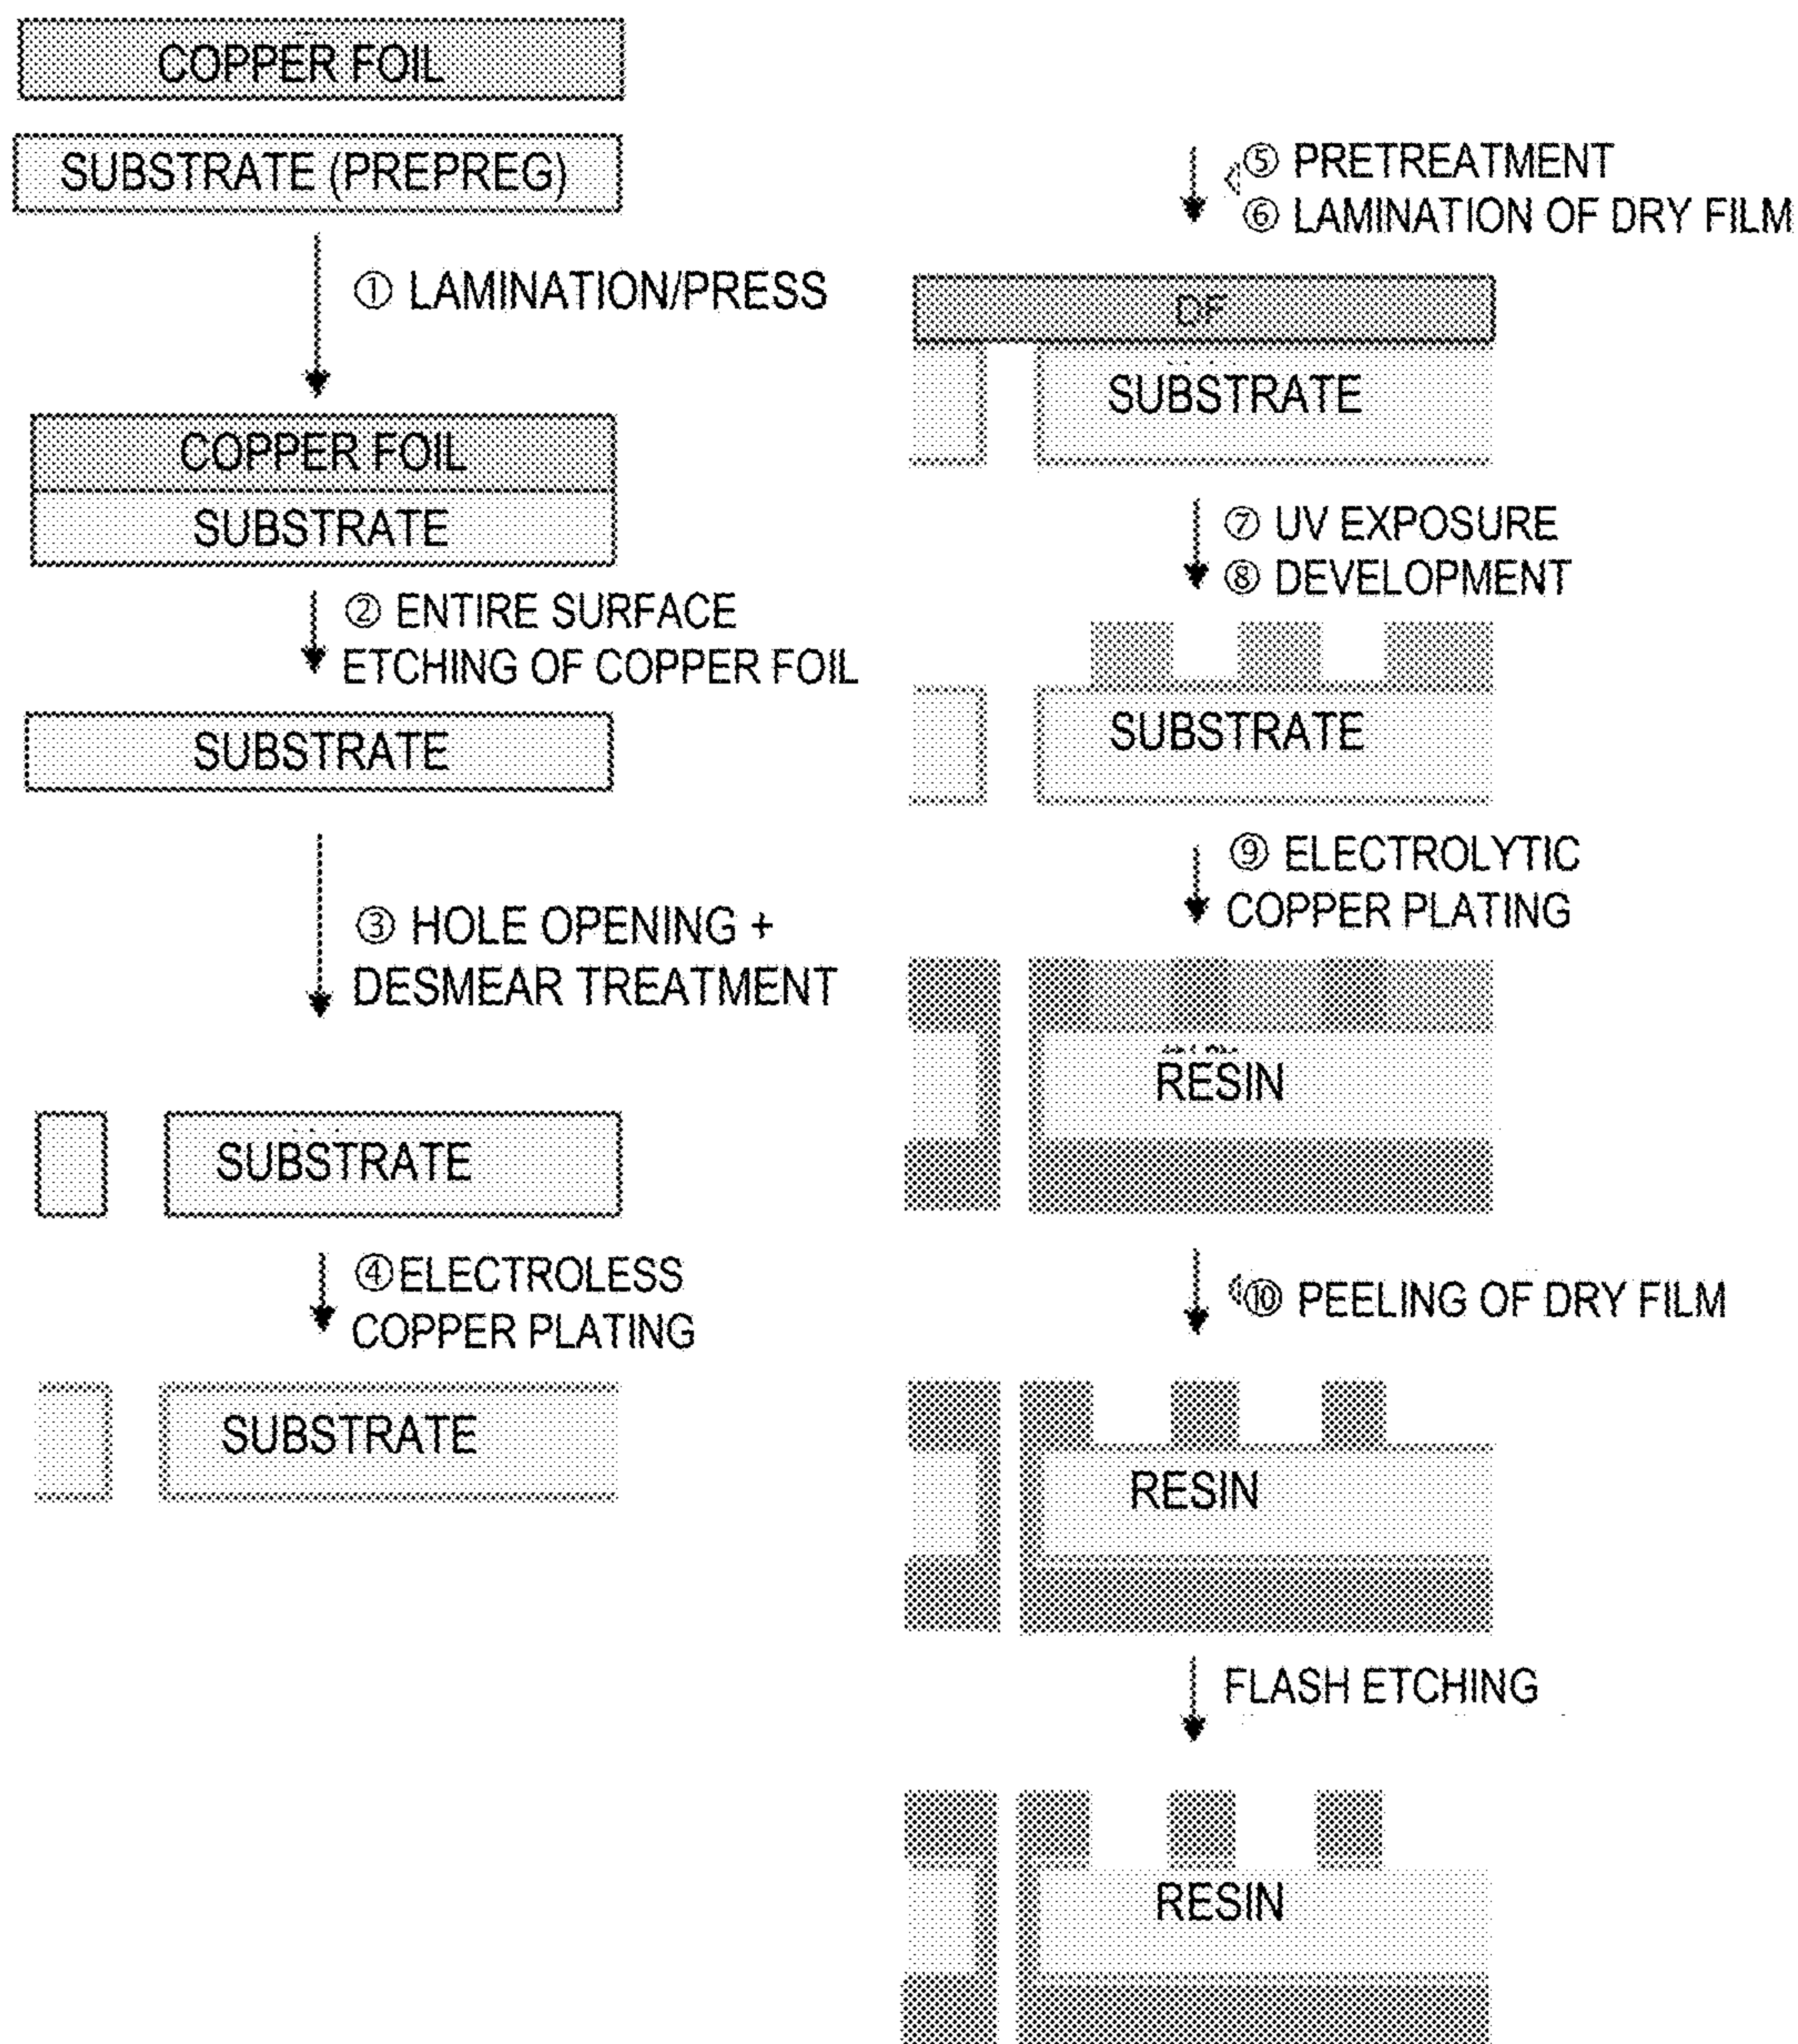 COPPER FOIL
SUBSTRATE (PREPREG)
① LAMINATION/PRESS
COPPER FOIL
SUBSTRATE
② ENTIRE SURFACE
ETCHING OF COPPER FOIL
SUBSTRATE
③ HOLE OPENING +
DESMEAR TREATMENT
SUBSTRATE
④ELECTROLESS
COPPER PLATING
SUBSTRATE
⑤ PRETREATMENT
⑥ LAMINATION OF DRY FILM
DF
SUBSTRATE
⑦ UV EXPOSURE
⑧ DEVELOPMENT
SUBSTRATE
⑨ ELECTROLYTIC
COPPER PLATING
RESIN
⑩ PEELING OF DRY FILM
RESIN
FLASH ETCHING
RESIN